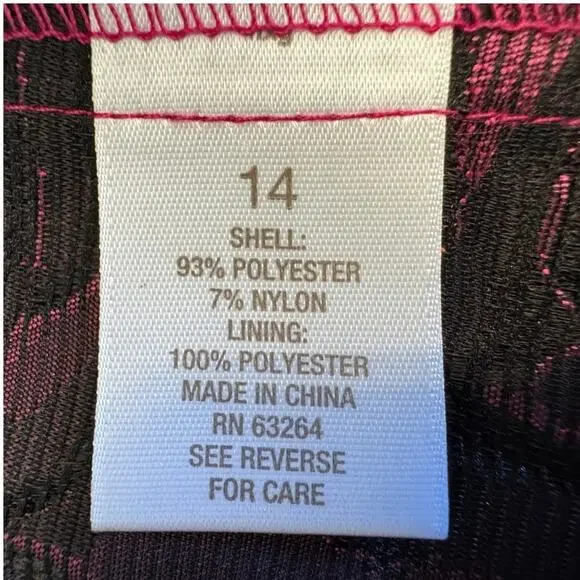 14
SHELL:
93% POLYESTER
7% NYLON
LINING:
100% POLYESTER
MADE IN CHINA
RN 63264
SEE REVERSE
FOR CARE